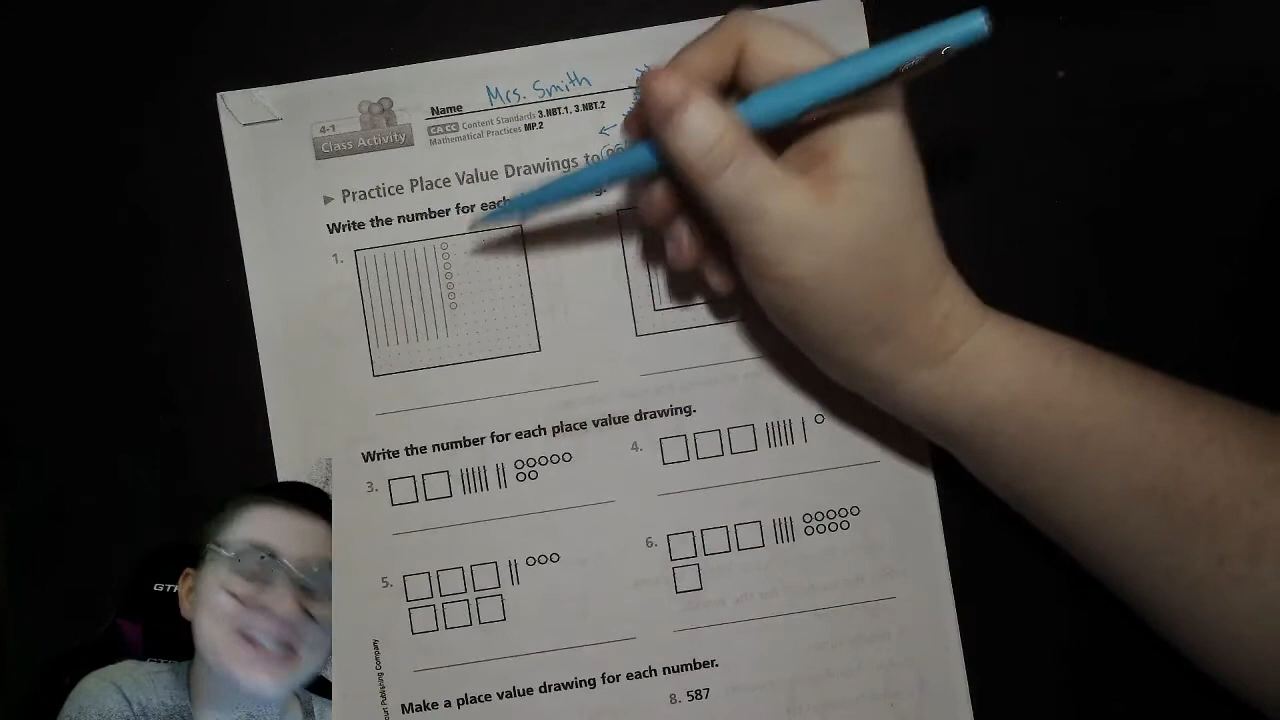 Name Mrs. Smith
4-1
Class Activity
CA CC Content Standards 3.NBT.1, 3.NBT.2
Mathematical Practices MP.2
► Practice Place Value Drawings to
Write the number for each
1.
Write the number for each place value drawing.
3.
4.
5.
6.
Make a place value drawing for each number.
8. 587
Publishing Company